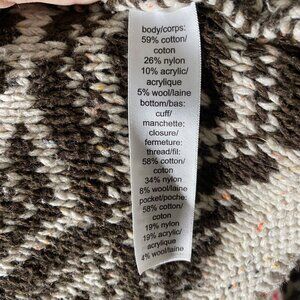 body/corps:
59% cotton/
coton
26% nylon
10% acrylic/
acrylique
5% wool/laine
bottom/bas:
cuff/
manchette:
closure/
fermeture:
thread/fil:
58% cotton/
coton
34% nylon
8% wool/laine
pocket/poche:
58% cotton/
coton
19% nylon
19% acrylic/
acrylique
4% wool/laine